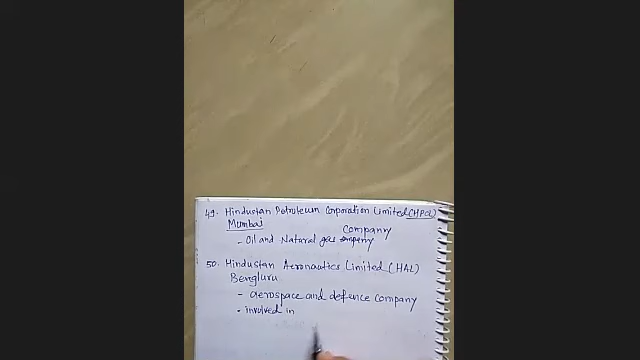 49. Hindustan Petroleum Corporation Limited (HPCL)
Mumbai
Company
- Oil and Natural gas company
50. Hindustan Aeronautics Limited (HAL)
Bengluru
- aerospace and defence company
- involved in